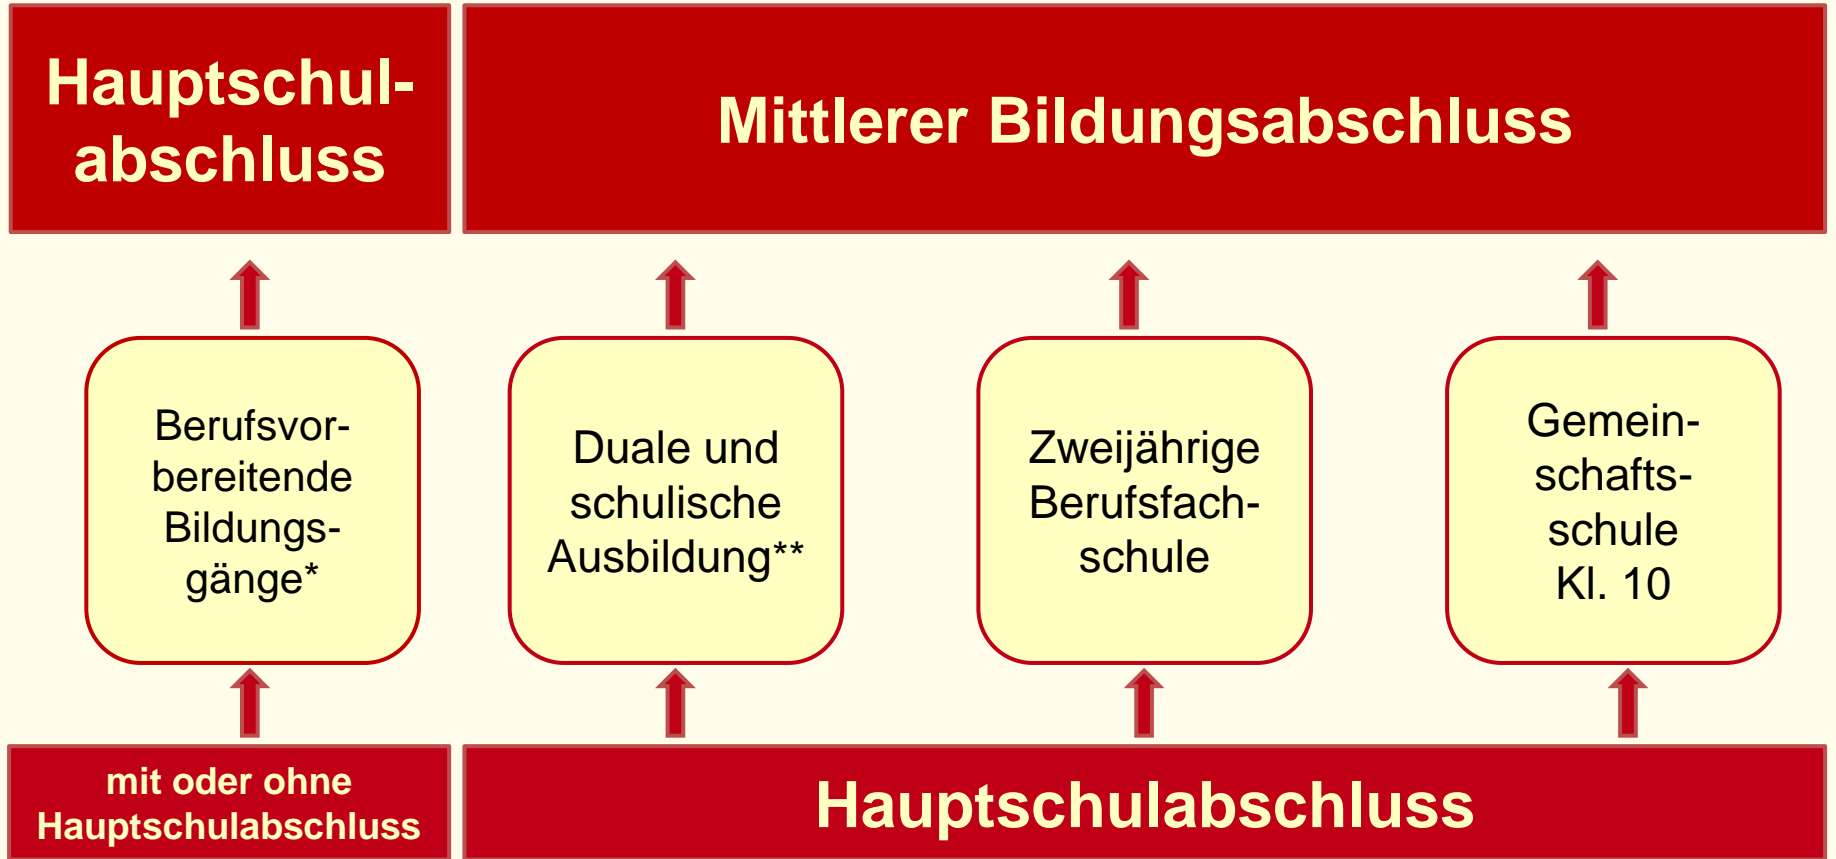 Hauptschul-
abschluss
Mittlerer Bildungsabschluss
Berufsvor-
bereitende
Bildungs-
gänge*
Duale und
schulische
Ausbildung**
Zweijährige
Berufsfach-
schule
Gemein-
schafts-
schule
Kl. 10
mit oder ohne
Hauptschulabschluss
Hauptschulabschluss